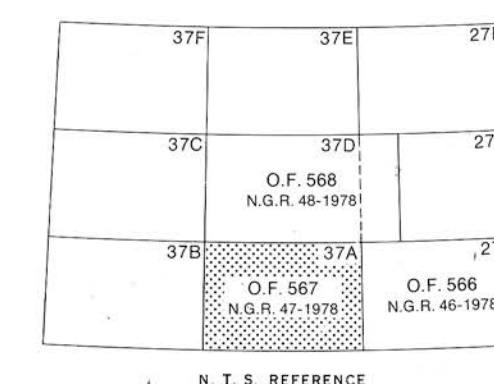 37F 37E
37C 37D
O.F. 568
N.G.R. 48-1978
37B 37A
O.F. 567 O.F. 566
N.G.R. 47-1978 N.G.R. 46-1978
N. T. S. REFERENCE